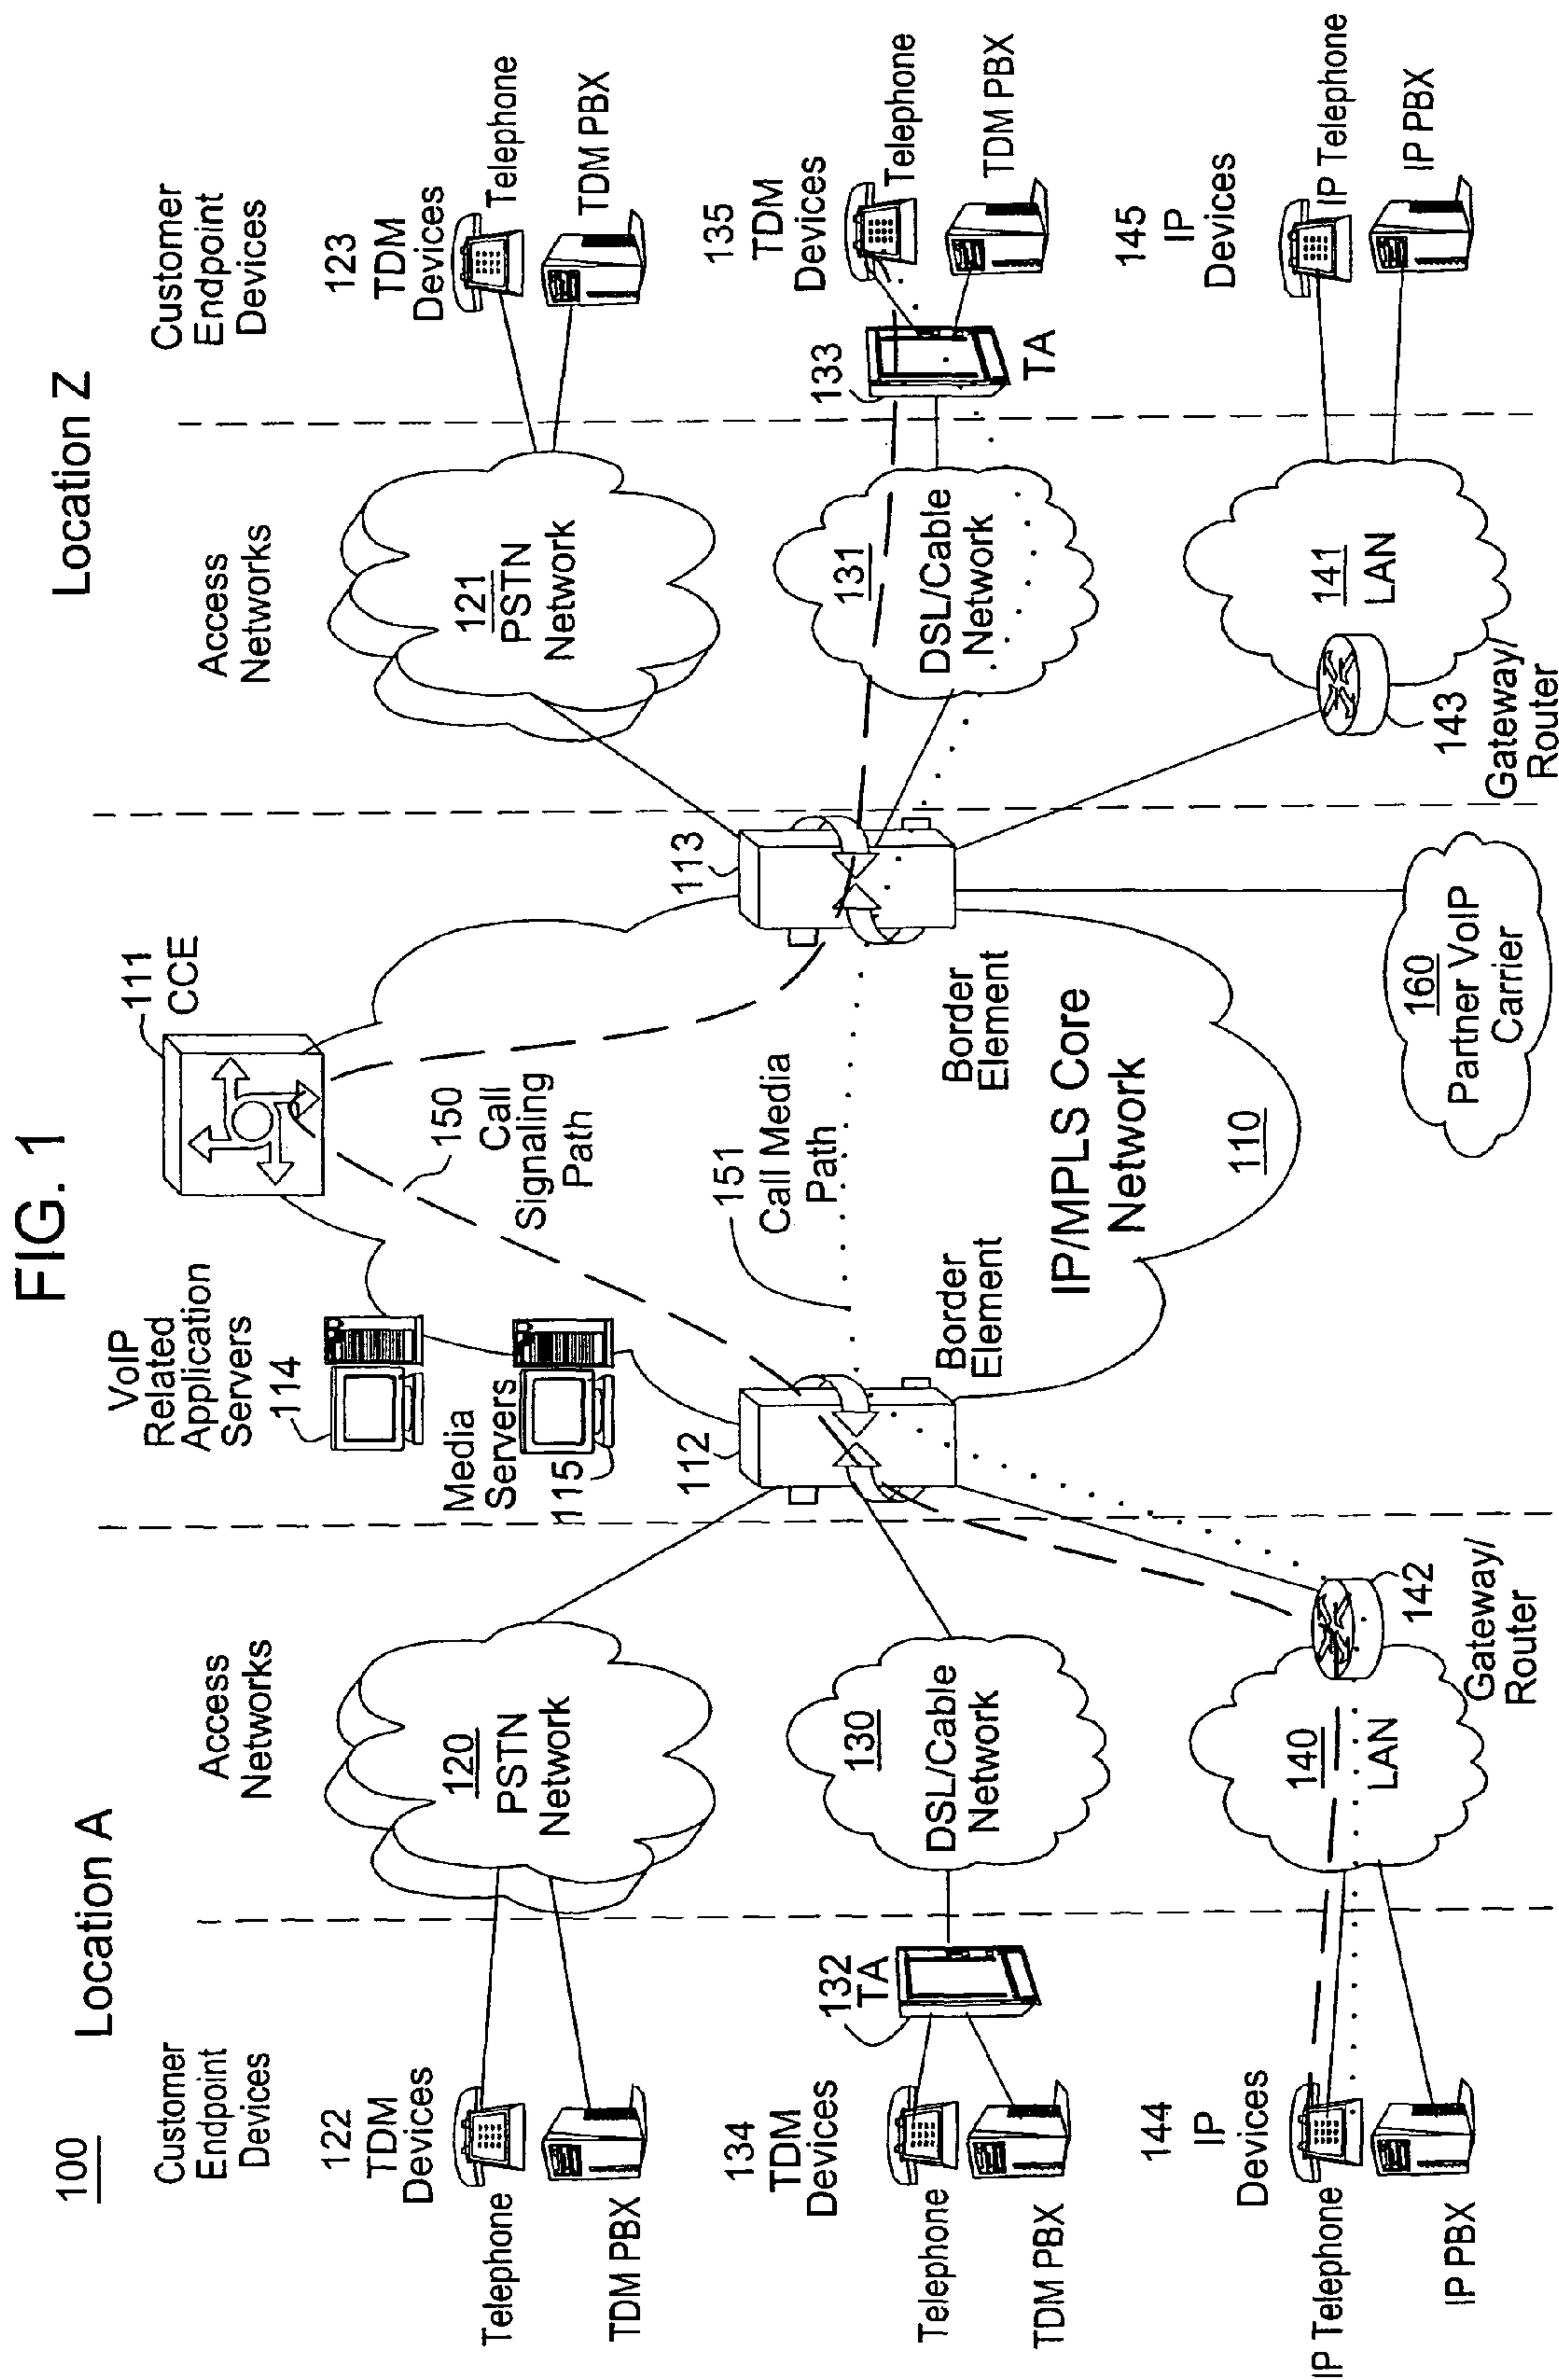 FIG. 1
100
Location A
Location Z
Customer
Endpoint
Devices
Access
Networks
VoIP
Related
Application
Servers
114
111
CCE
Access
Networks
Customer
Endpoint
Devices
122
TDM
Devices
Telephone
TDM PBX
120
PSTN
Network
Media
Servers
115
150
Call
Signaling
Path
121
PSTN
Network
123
TDM
Devices
Telephone
TDM PBX
134
TDM
Devices
Telephone
TDM PBX
132
TA
130
DSL/Cable
Network
112
Border
Element
151
Call Media
Path
113
Border
Element
131
DSL/Cable
Network
133
TA
135
TDM
Devices
Telephone
TDM PBX
IP/MPLS Core
Network
110
144
IP
Devices
IP Telephone
IP PBX
140
LAN
142
Gateway/
Router
160
Partner VoIP
Carrier
141
LAN
143
Gateway/
Router
145
IP
Devices
IP Telephone
IP PBX